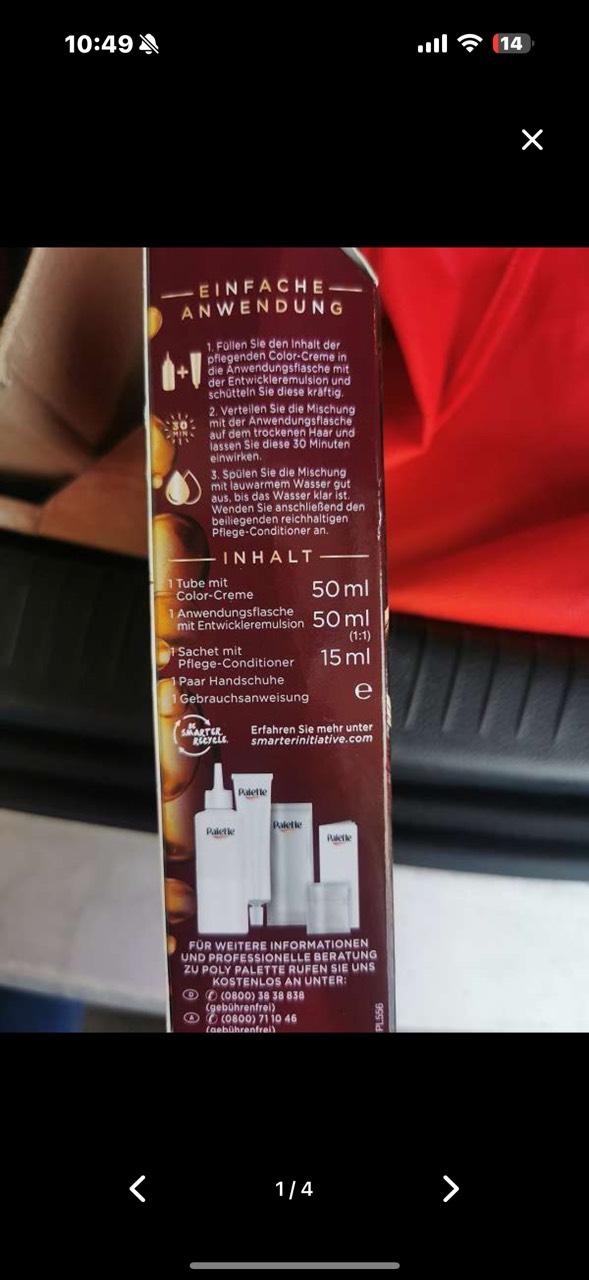 10:49
14
EINFACHE
ANWENDUNG
1. Füllen Sie den Inhalt der
pflegenden Color-Creme in
die Anwendungsflasche mit
der Entwickleremulsion und
schütteln Sie diese kräftig.
30
MIN
2. Verteilen Sie die Mischung
mit der Anwendungsflasche
auf dem trockenen Haar und
lassen Sie diese 30 Minuten
einwirken.
3. Spülen Sie die Mischung
mit lauwarmem Wasser gut
aus, bis das Wasser klar ist.
Wenden Sie anschließend den
beiliegenden reichhaltigen
Pflege-Conditioner an.
INHALT
1 Tube mit
Color-Creme 50 ml
1 Anwendungsflasche
mit Entwickleremulsion 50 ml
(1:1)
1 Sachet mit
Pflege-Conditioner 15 ml
1 Paar Handschuhe
1 Gebrauchsanweisung e
BE
SMARTER.
RECYCLE.
Erfahren Sie mehr unter
smarterinitiative.com
Palette
Palette
Palette
Palette
FÜR WEITERE INFORMATIONEN
UND PROFESSIONELLE BERATUNG
ZU POLY PALETTE RUFEN SIE UNS
KOSTENLOS AN UNTER:
D (0800) 38 38 838
(gebührenfrei)
A (0800) 71 10 46
(gebührenfrei)
PL556
1 / 4